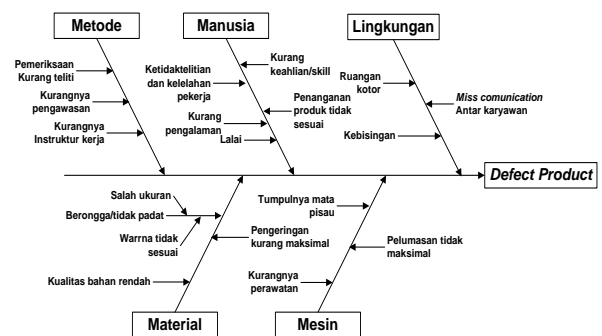 Metode
Manusia
Lingkungan
Pemeriksaan
Kurang teliti
Kurangnya
pengawasan
Kurangnya
Instruktur kerja
Ketidaktelitian
dan kelelahan
pekerja
Kurang
keahlian/skill
Penanganan
produk tidak
sesuai
Kurang
pengalaman
Lalai
Ruangan
kotor
Miss comunication
Antar karyawan
Kebisingan
Defect Product
Salah ukuran
Berongga/tidak padat
Warrna tidak
sesuai
Pengeringan
kurang maksimal
Kualitas bahan rendah
Tumpulnya mata
pisau
Pelumasan tidak
maksimal
Kurangnya
perawatan
Material
Mesin